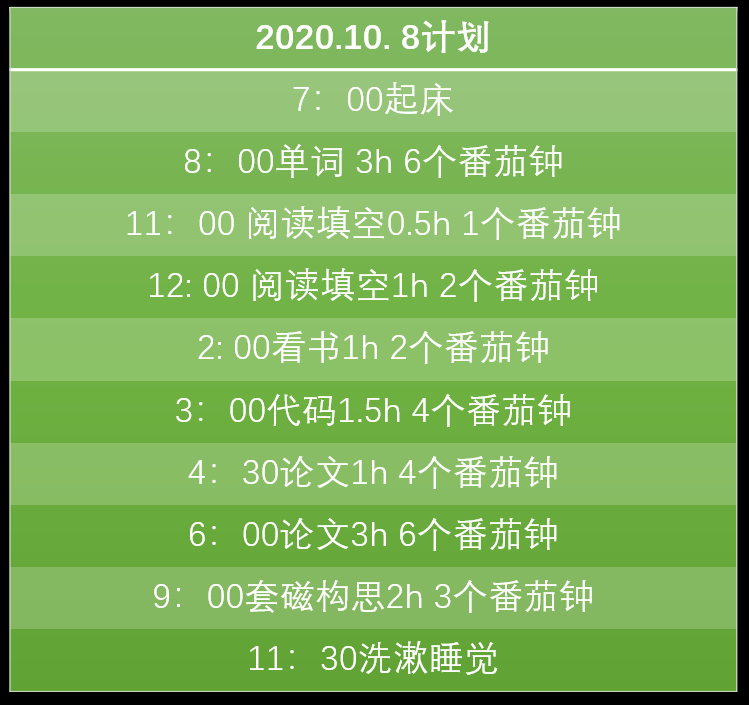 2020.10. 8计划
7：00起床
8：00单词 3h 6个番茄钟
11：00 阅读填空0.5h 1个番茄钟
12: 00 阅读填空1h 2个番茄钟
2: 00看书1h 2个番茄钟
3：00代码1.5h 4个番茄钟
4：30论文1h 4个番茄钟
6：00论文3h 6个番茄钟
9：00套磁构思2h 3个番茄钟
11：30洗漱睡觉